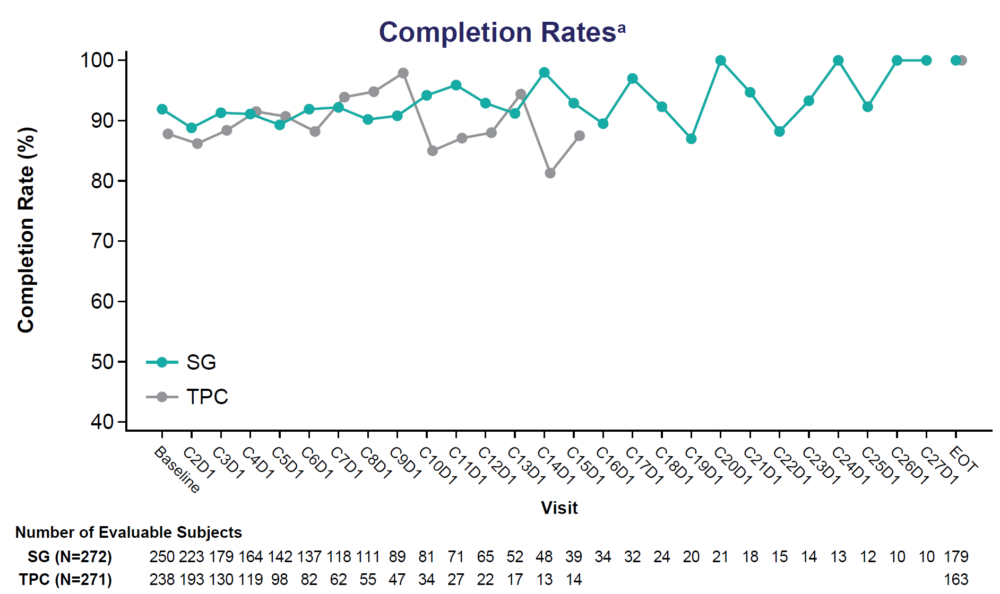 Completion Ratesᵃ
100
90
80
70
60
50
40
Completion Rate (%)
SG
TPC
Baseline C2D1 C3D1 C4D1 C5D1 C6D1 C7D1 C8D1 C9D1 C10D1 C11D1 C12D1 C13D1 C14D1 C15D1 C16D1 C17D1 C18D1 C19D1 C20D1 C21D1 C22D1 C23D1 C24D1 C25D1 C26D1 C27D1 EOT
Visit
Number of Evaluable Subjects
SG (N=272) 250 223 179 164 142 137 118 111 89 81 71 65 52 48 39 34 32 24 20 21 18 15 14 13 12 10 10 179
TPC (N=271) 238 193 130 119 98 82 62 55 47 34 27 22 17 13 14 163